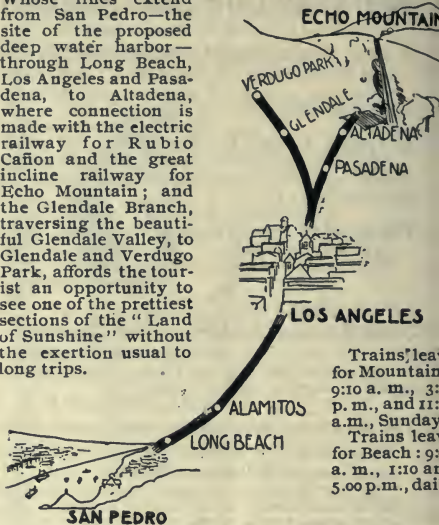 Whose lines extend
from San Pedro—the
site of the proposed
deep water harbor—
through Long Beach,
Los Angeles and Pasa-
dena, to Altadena,
where connection is
made with the electric
railway for Rubio
Cañon and the great
incline railway for
Echo Mountain; and
the Glendale Branch,
traversing the beauti-
ful Glendale Valley, to
Glendale and Verdugo
Park, affords the tour-
ist an opportunity to
see one of the prettiest
sections of the "Land
of Sunshine" without
the exertion usual to
long trips.
ECHO MOUNTAIN
VERDUGO PARK
GLENDALE
ALTADENA
PASADENA
LOS ANGELES
ALAMITOS
LONG BEACH
SAN PEDRO
Trains leav
for Mountain
9:10 a. m., 3:
p. m., and 11:
a.m., Sunday
Trains leav
for Beach: 9:
a. m., 1:10 an
5.00 p.m., dai